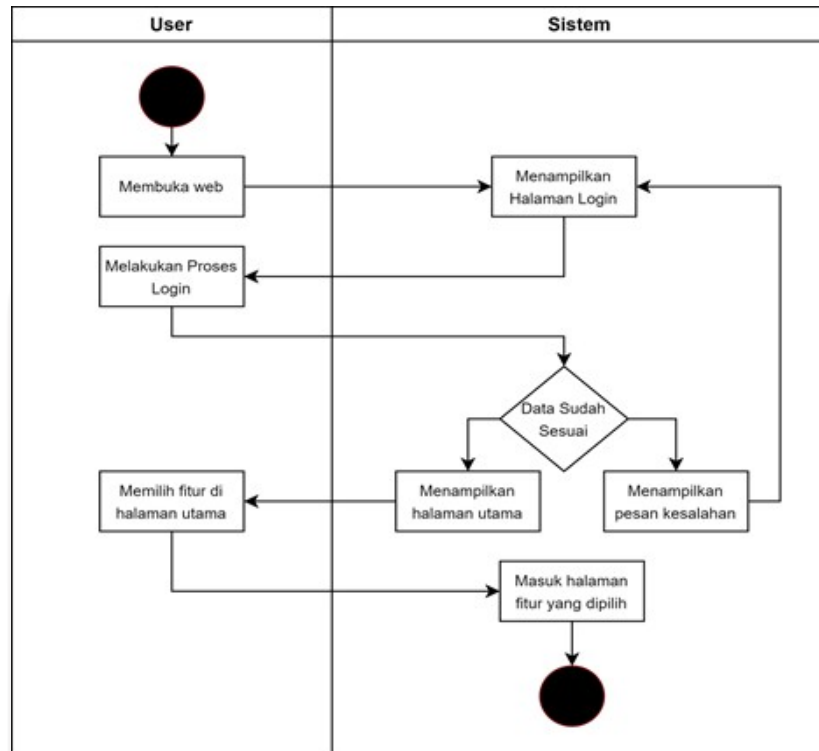 User
Sistem
Membuka web
Menampilkan
Halaman Login
Melakukan Proses
Login
Data Sudah
Sesuai
Memilih fitur di
halaman utama
Menampilkan
halaman utama
Menampilkan
pesan kesalahan
Masuk halaman
fitur yang dipilih